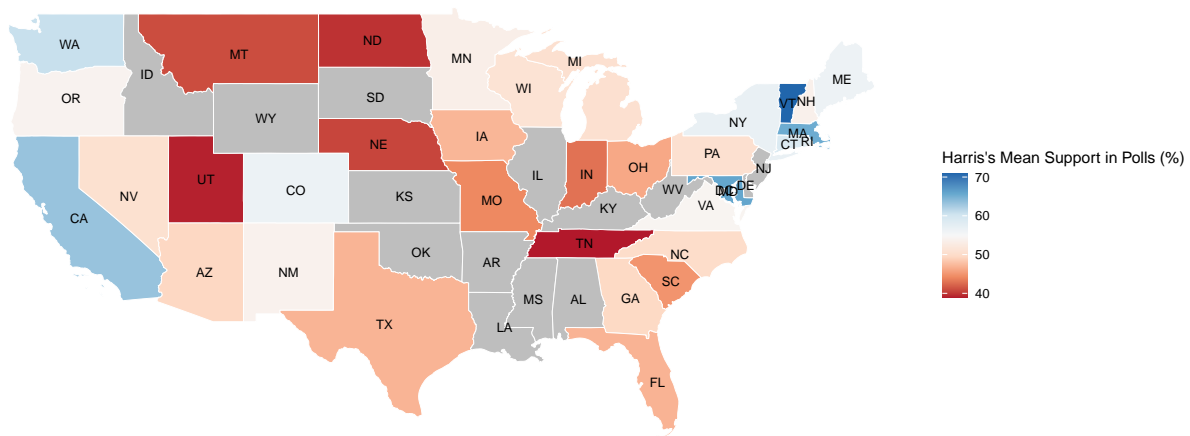 WA
MT
ND
MN
MI
ME
ID
OR
SD
WI
VT
NH
WY
NY
MA
IA
CT
RI
NE
PA
OH
UT
CO
IL
IN
NJ
KS
NV
MO
WV
DC
MD
DE
CA
KY
VA
TN
OK
NC
AZ
NM
AR
SC
MS
AL
GA
TX
LA
FL
Harris's Mean Support in Polls (%)
70
60
50
40